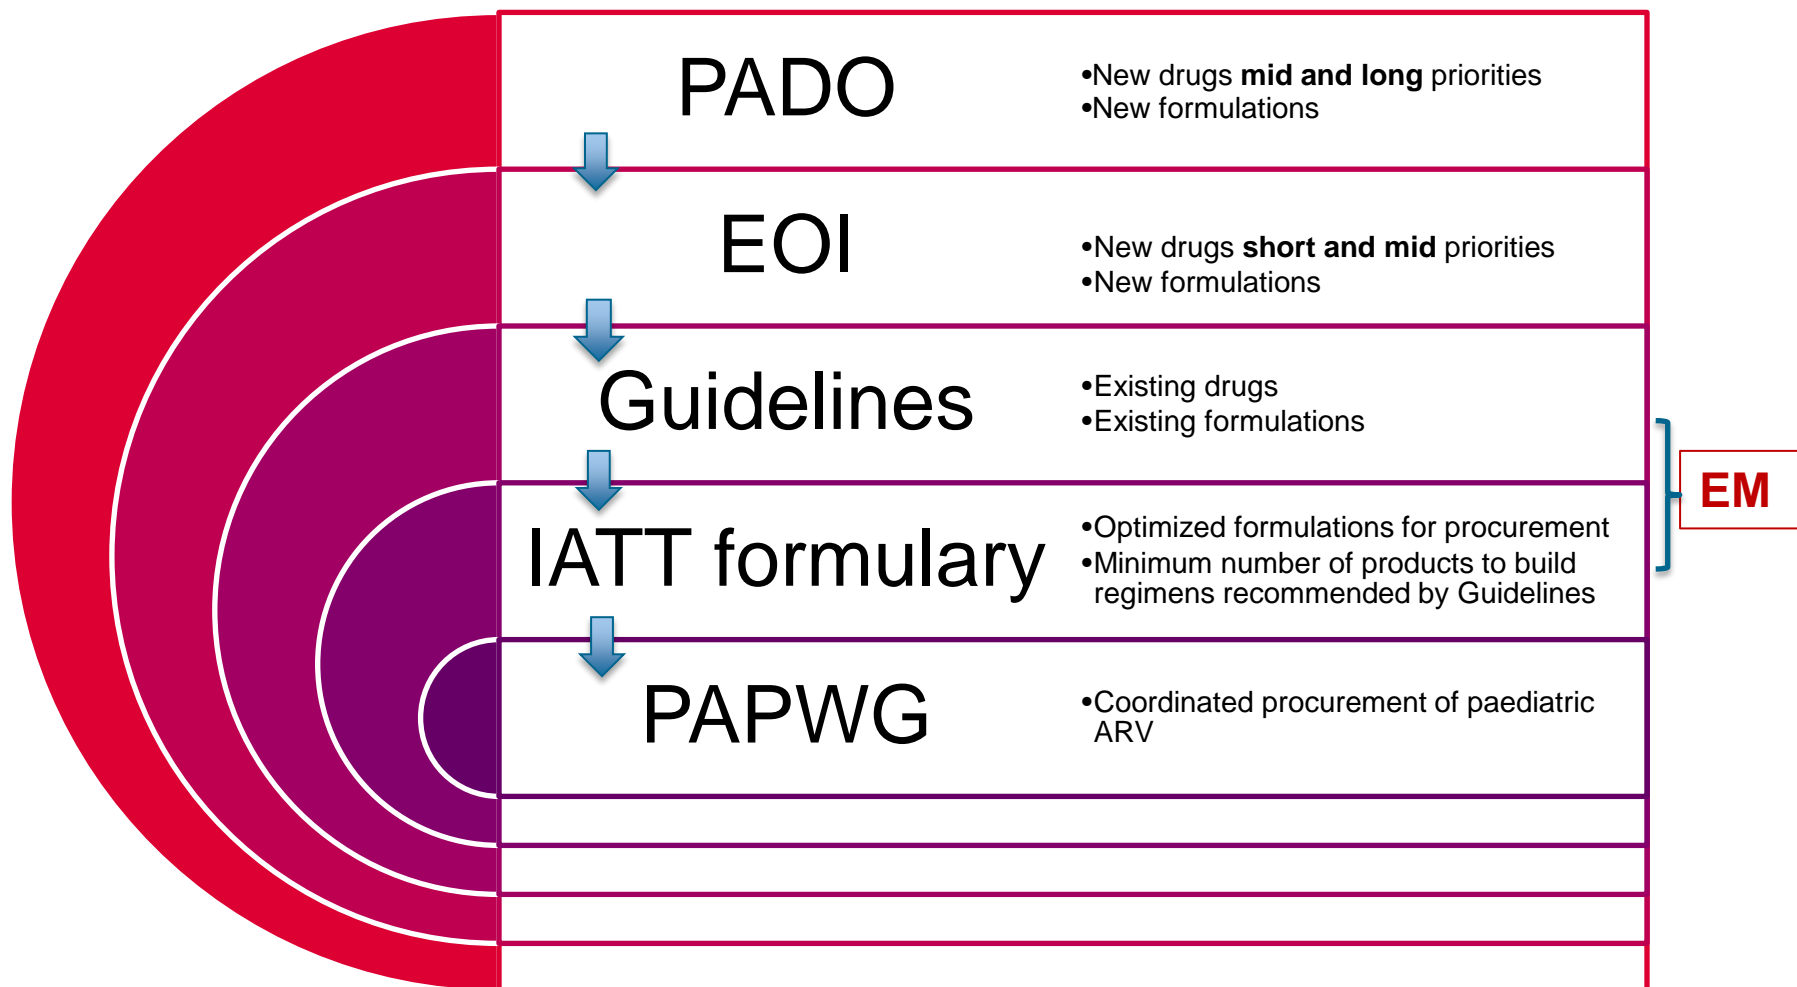 PADO
•New drugs mid and long priorities
•New formulations
EOI
•New drugs short and mid priorities
•New formulations
Guidelines
•Existing drugs
•Existing formulations
EM
IATT formulary
•Optimized formulations for procurement
•Minimum number of products to build
regimens recommended by Guidelines
PAPWG
•Coordinated procurement of paediatric
ARV